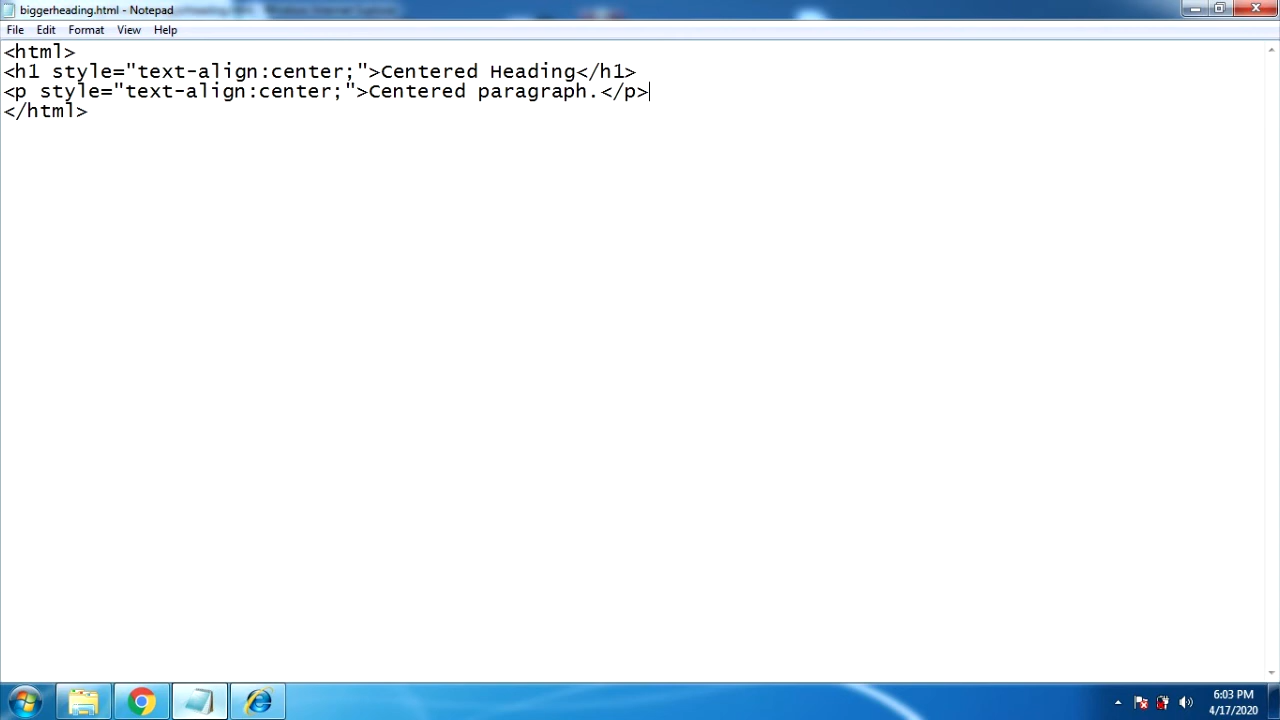 biggerheading.html - Notepad
File Edit Format View Help
<html>
<h1 style="text-align:center;">Centered Heading</h1>
<p style="text-align:center;">Centered paragraph.</p>
</html>
6:03 PM
4/17/2020